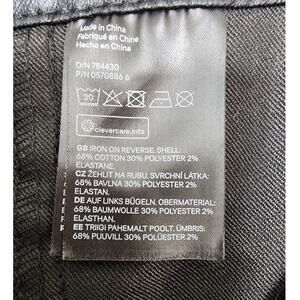 Made in China
Fabriqué en Chine
Hecho en China
O/N 784430
P/N 0570886 6
30
clevercare.info
GB IRON ON REVERSE. SHELL:
68% COTTON 30% POLYESTER 2%
ELASTANE
CZ ŽEHLIT NA RUBU. SVRCHNÍ LÁTKA:
68% BAVLNA 30% POLYESTER 2%
ELASTAN.
DE AUF LINKS BÜGELN. OBERMATERIAL:
68% BAUMWOLLE 30% POLYESTER 2%
ELASTHAN.
EE TRIIGI PAHEMALT POOLT. ÜMBRIS:
68% PUUVILL 30% POLÜESTER 2%